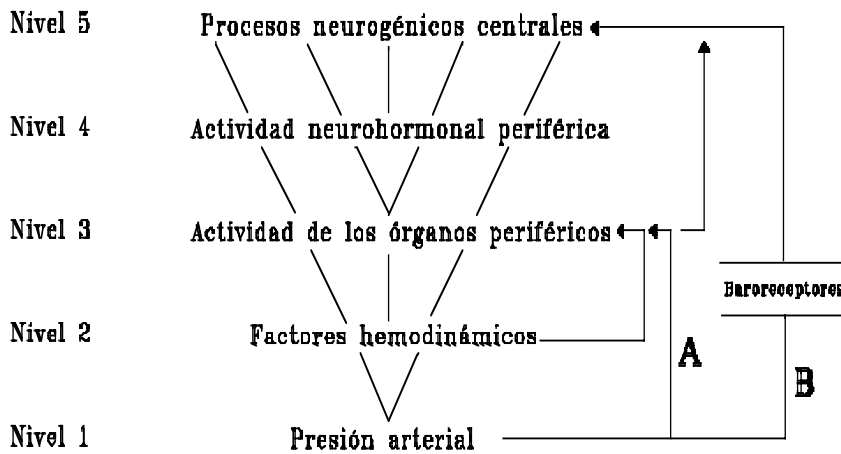 Nivel 5 Procesos neurogénicos centrales
Nivel 4 Actividad neurohormonal periférica
Nivel 3 Actividad de los órganos periféricos
Baroreceptores
Nivel 2 Factores hemodinámicos
A
B
Nivel 1 Presión arterial